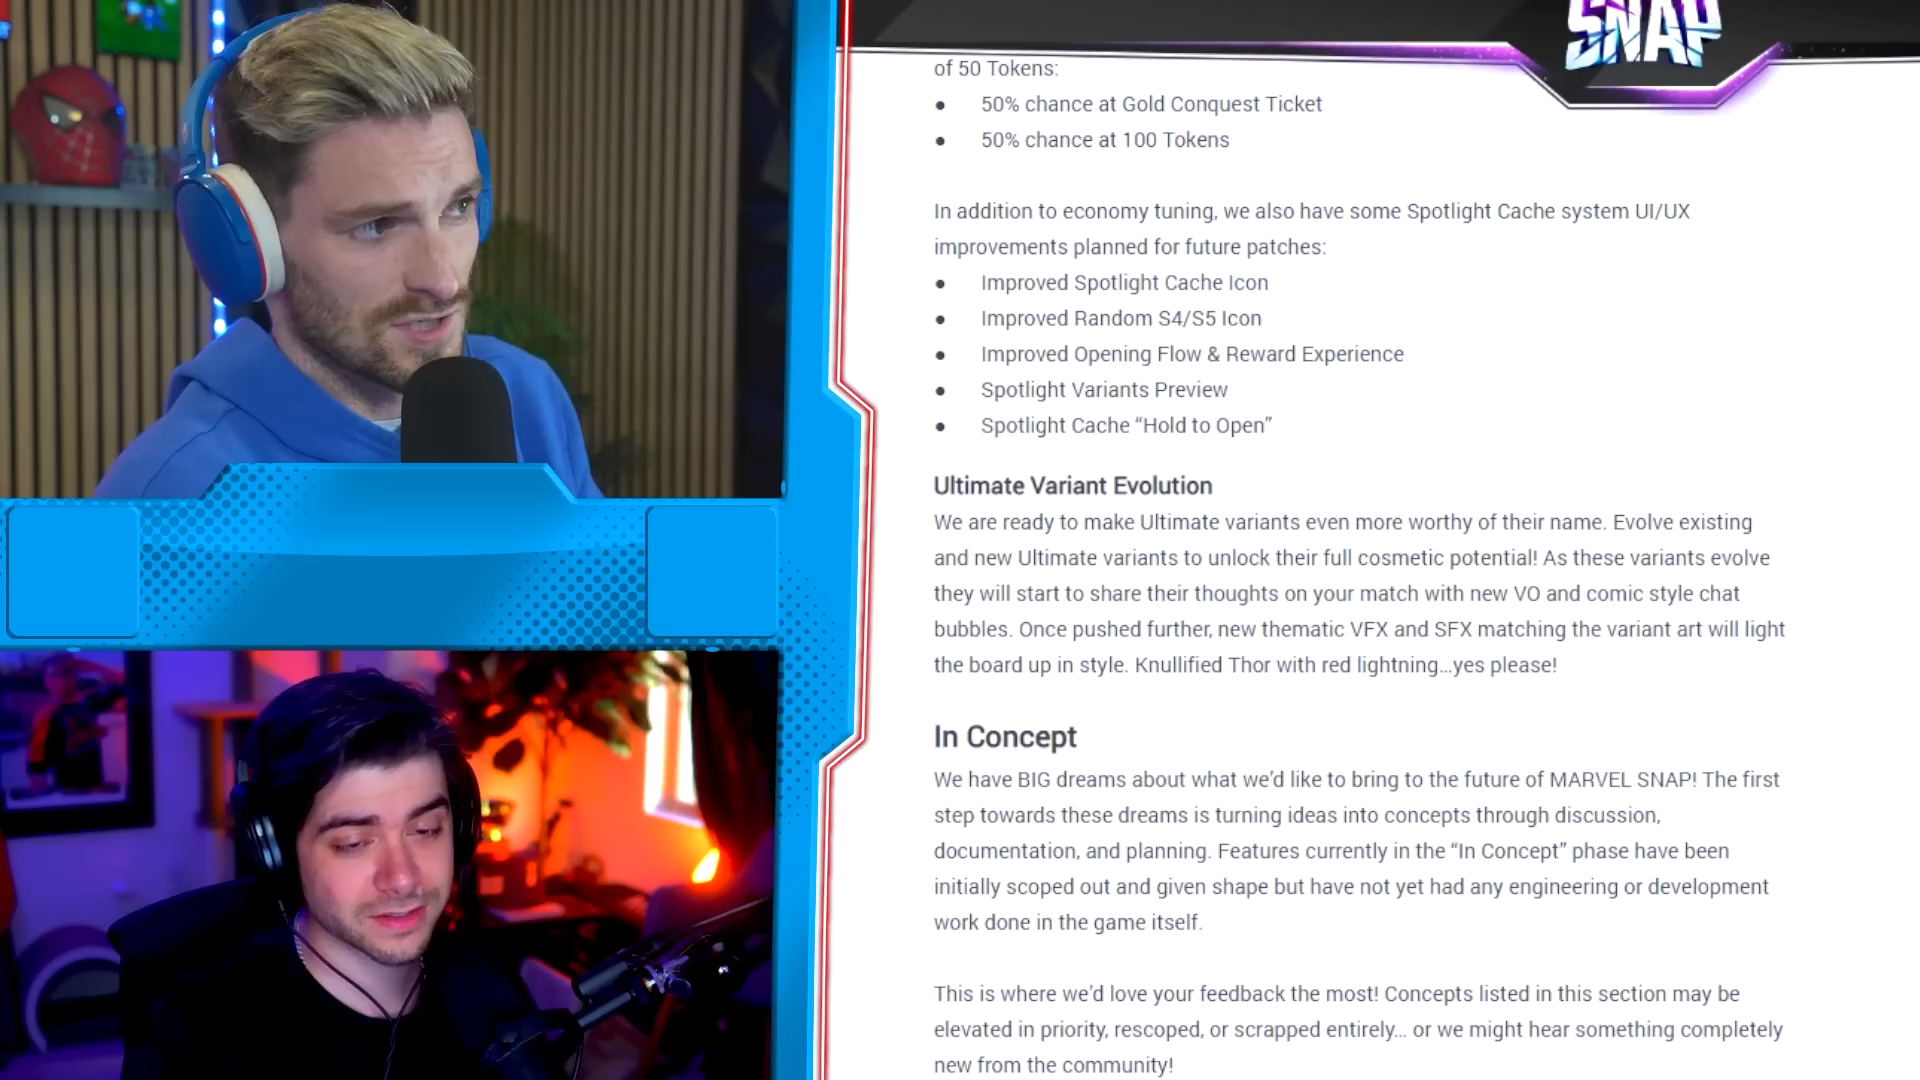 SNAP
of 50 Tokens:
● 50% chance at Gold Conquest Ticket
● 50% chance at 100 Tokens
In addition to economy tuning, we also have some Spotlight Cache system UI/UX
improvements planned for future patches:
● Improved Spotlight Cache Icon
● Improved Random S4/S5 Icon
● Improved Opening Flow & Reward Experience
● Spotlight Variants Preview
● Spotlight Cache “Hold to Open”
Ultimate Variant Evolution
We are ready to make Ultimate variants even more worthy of their name. Evolve existing
and new Ultimate variants to unlock their full cosmetic potential! As these variants evolve
they will start to share their thoughts on your match with new VO and comic style chat
bubbles. Once pushed further, new thematic VFX and SFX matching the variant art will light
the board up in style. Knullified Thor with red lightning…yes please!
In Concept
We have BIG dreams about what we’d like to bring to the future of MARVEL SNAP! The first
step towards these dreams is turning ideas into concepts through discussion,
documentation, and planning. Features currently in the “In Concept” phase have been
initially scoped out and given shape but have not yet had any engineering or development
work done in the game itself.
This is where we’d love your feedback the most! Concepts listed in this section may be
elevated in priority, rescoped, or scrapped entirely… or we might hear something completely
new from the community!